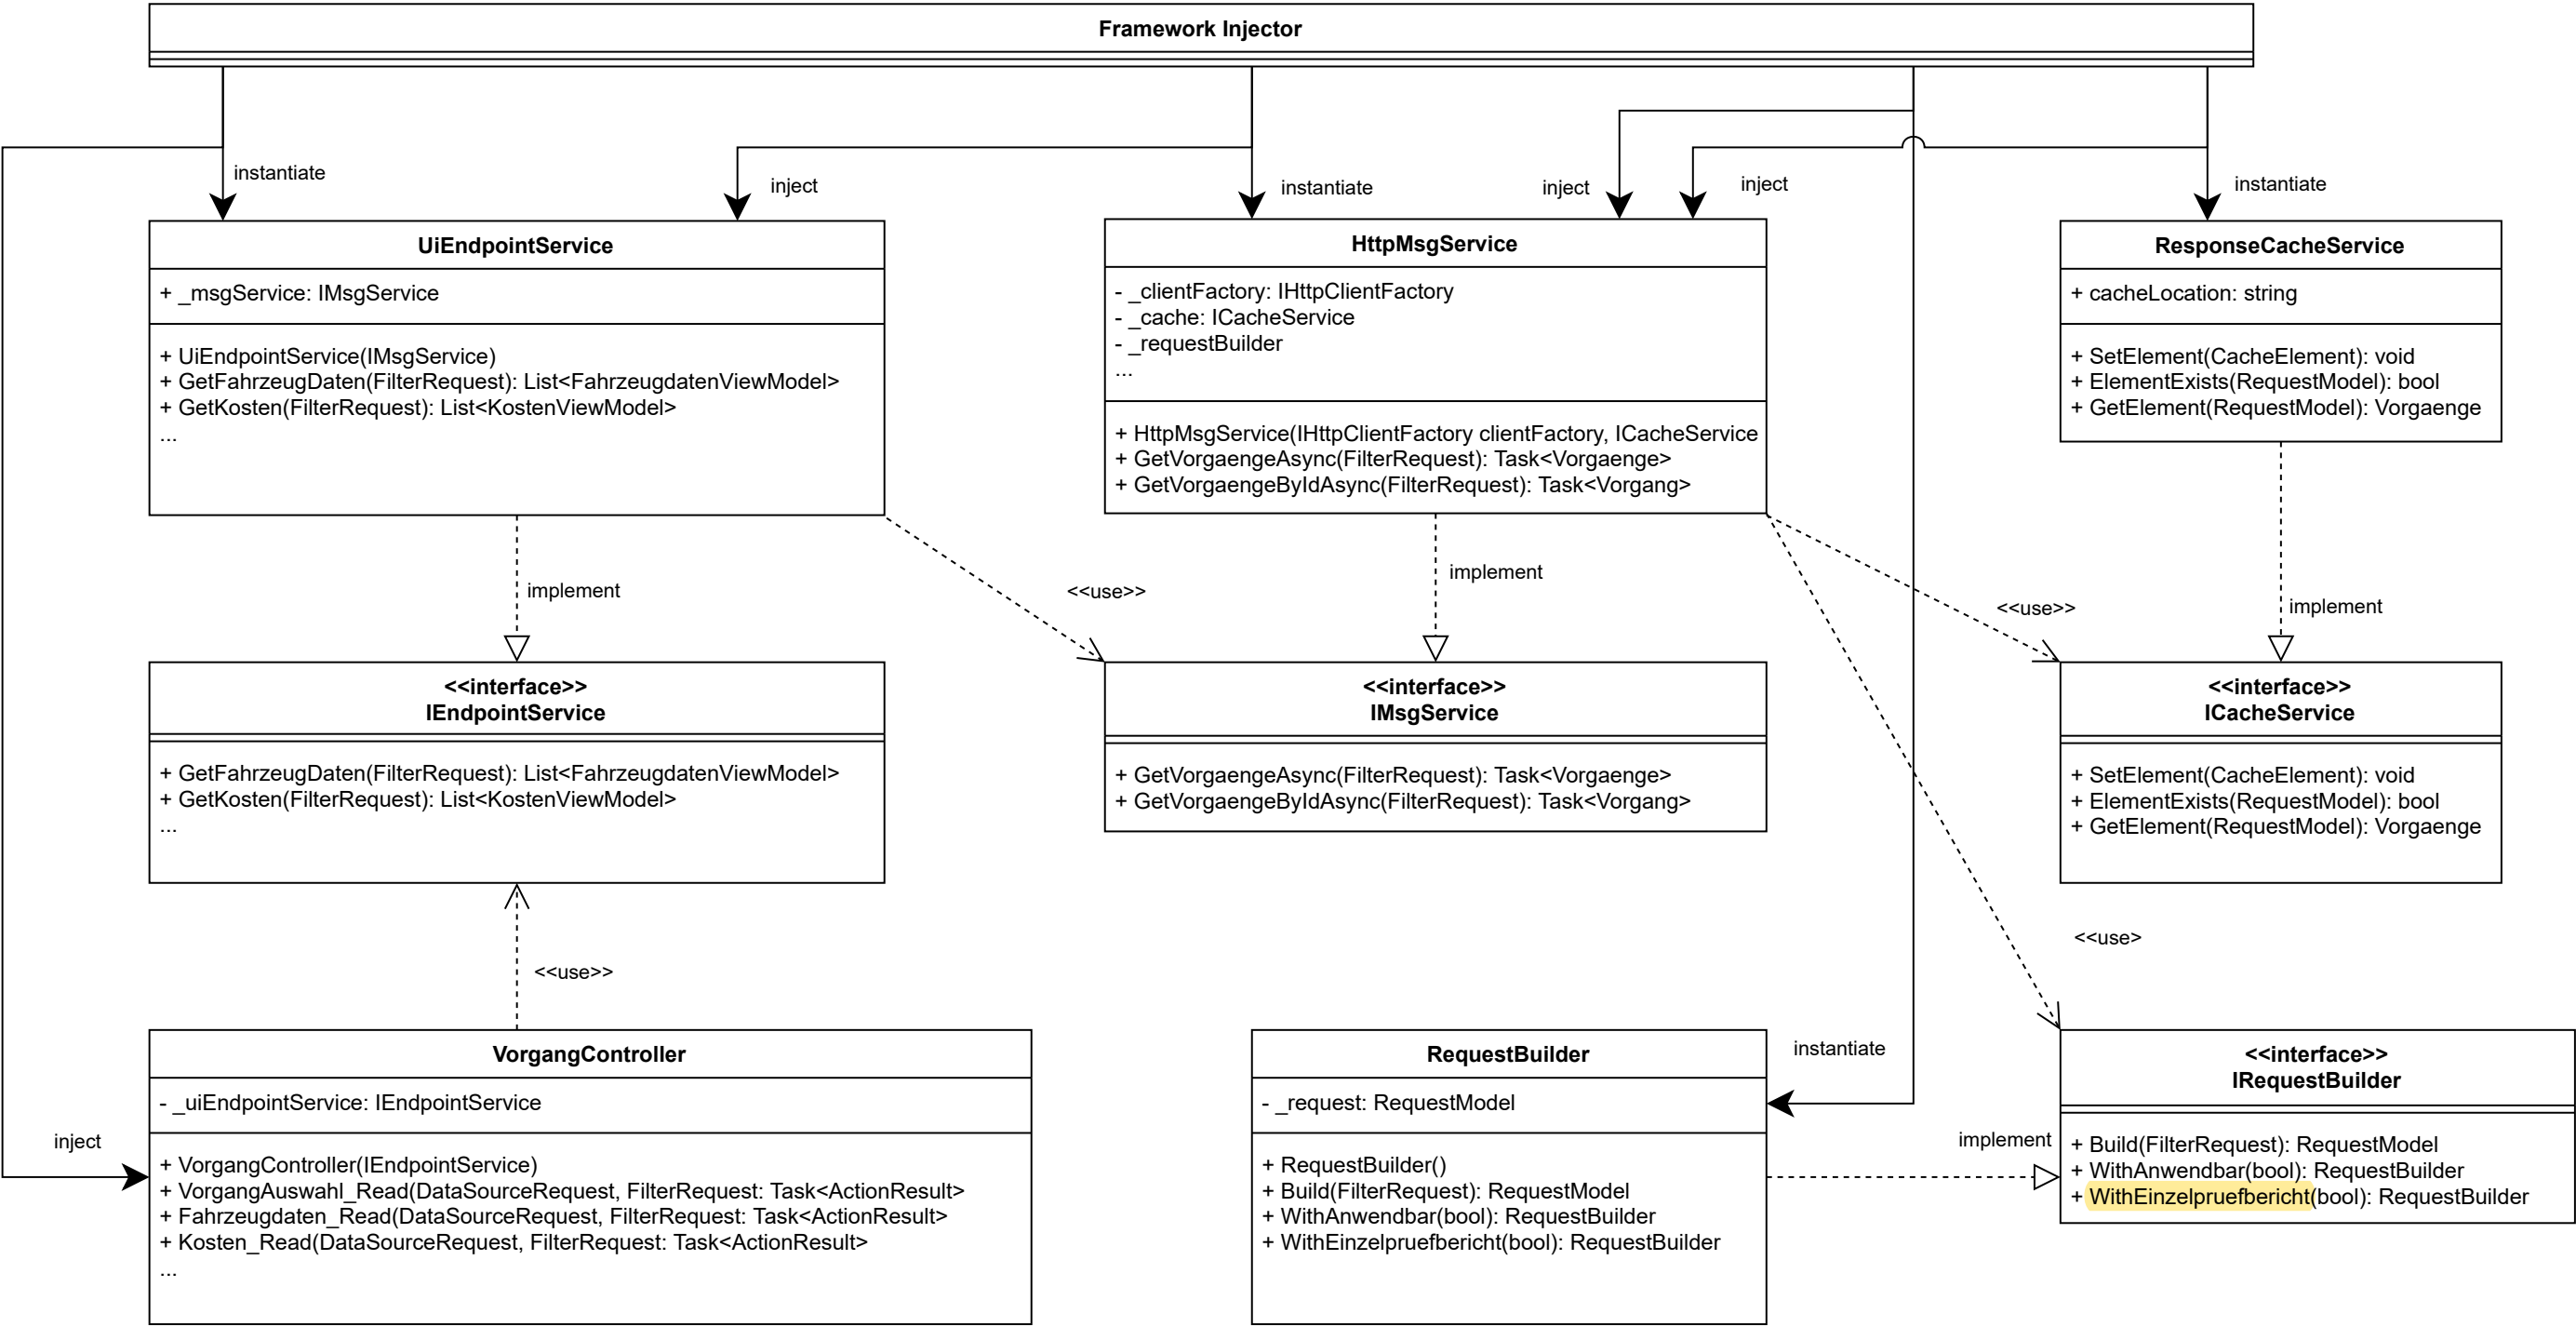 Framework Injector
instantiate
inject
instantiate
inject
inject
instantiate
UiEndpointService
+ _msgService: IMsgService
+ UiEndpointService(IMsgService)
+ GetFahrzeugDaten(FilterRequest): List<FahrzeugdatenViewModel>
+ GetKosten(FilterRequest): List<KostenViewModel>
...
HttpMsgService
- _clientFactory: IHttpClientFactory
- _cache: ICacheService
- _requestBuilder
...
+ HttpMsgService(IHttpClientFactory clientFactory, ICacheService
+ GetVorgaengeAsync(FilterRequest): Task<Vorgaenge>
+ GetVorgaengeByIdAsync(FilterRequest): Task<Vorgang>
ResponseCacheService
+ cacheLocation: string
+ SetElement(CacheElement): void
+ ElementExists(RequestModel): bool
+ GetElement(RequestModel): Vorgaenge
implement
<<use>>
implement
<<use>>
implement
<<interface>>
IEndpointService
+ GetFahrzeugDaten(FilterRequest): List<FahrzeugdatenViewModel>
+ GetKosten(FilterRequest): List<KostenViewModel>
...
<<interface>>
IMsgService
+ GetVorgaengeAsync(FilterRequest): Task<Vorgaenge>
+ GetVorgaengeByIdAsync(FilterRequest): Task<Vorgang>
<<interface>>
ICacheService
+ SetElement(CacheElement): void
+ ElementExists(RequestModel): bool
+ GetElement(RequestModel): Vorgaenge
<<use>>
<<use>
inject
VorgangController
- _uiEndpointService: IEndpointService
+ VorgangController(IEndpointService)
+ VorgangAuswahl_Read(DataSourceRequest, FilterRequest: Task<ActionResult>
+ Fahrzeugdaten_Read(DataSourceRequest, FilterRequest: Task<ActionResult>
+ Kosten_Read(DataSourceRequest, FilterRequest: Task<ActionResult>
...
RequestBuilder
- _request: RequestModel
+ RequestBuilder()
+ Build(FilterRequest): RequestModel
+ WithAnwendbar(bool): RequestBuilder
+ WithEinzelpruefbericht(bool): RequestBuilder
instantiate
implement
<<interface>>
IRequestBuilder
+ Build(FilterRequest): RequestModel
+ WithAnwendbar(bool): RequestBuilder
+ WithEinzelpruefbericht(bool): RequestBuilder